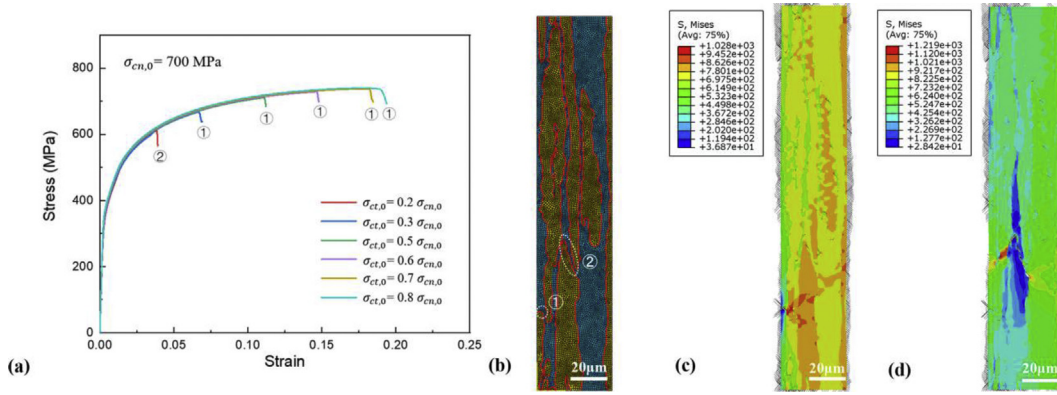 σcn,0 = 700 MPa
Stress (MPa)
800
600
400
200
0
① ① ① ① ①
②
σct,0 = 0.2 σcn,0
σct,0 = 0.3 σcn,0
σct,0 = 0.5 σcn,0
σct,0 = 0.6 σcn,0
σct,0 = 0.7 σcn,0
σct,0 = 0.8 σcn,0
0.00 0.05 0.10 0.15 0.20 0.25
Strain
(a)
②
①
20μm
(b)
S, Mises
(Avg: 75%)
+1.028e+03
+9.452e+02
+8.626e+02
+7.801e+02
+6.975e+02
+6.149e+02
+5.323e+02
+4.498e+02
+3.672e+02
+2.846e+02
+2.020e+02
+1.194e+02
+3.687e+01
20μm
(c)
S, Mises
(Avg: 75%)
+1.219e+03
+1.120e+03
+1.021e+03
+9.217e+02
+8.225e+02
+7.232e+02
+6.240e+02
+5.247e+02
+4.254e+02
+3.262e+02
+2.269e+02
+1.277e+02
+2.842e+01
20μm
(d)